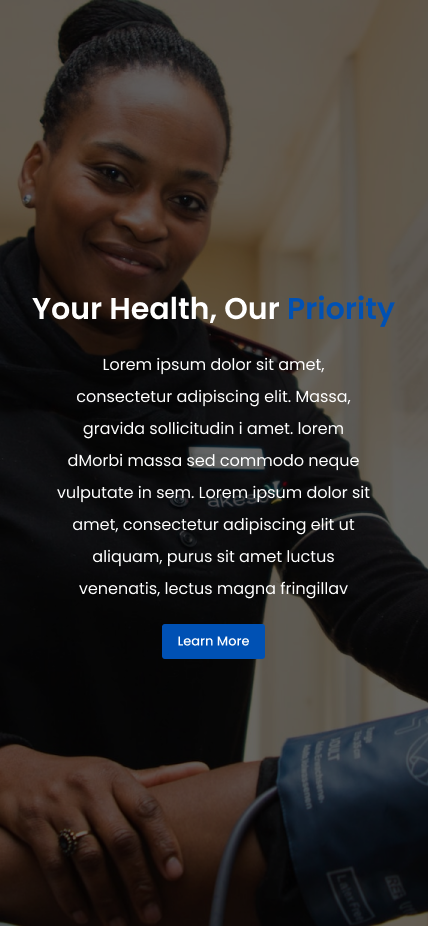 Your Health, Our Priority
Lorem ipsum dolor sit amet,
consectetur adipiscing elit. Massa,
gravida sollicitudin i amet. lorem
dMorbi massa sed commodo neque
vulputate in sem. Lorem ipsum dolor sit
amet, consectetur adipiscing elit ut
aliquam, purus sit amet luctus
venenatis, lectus magna fringillav
Learn More